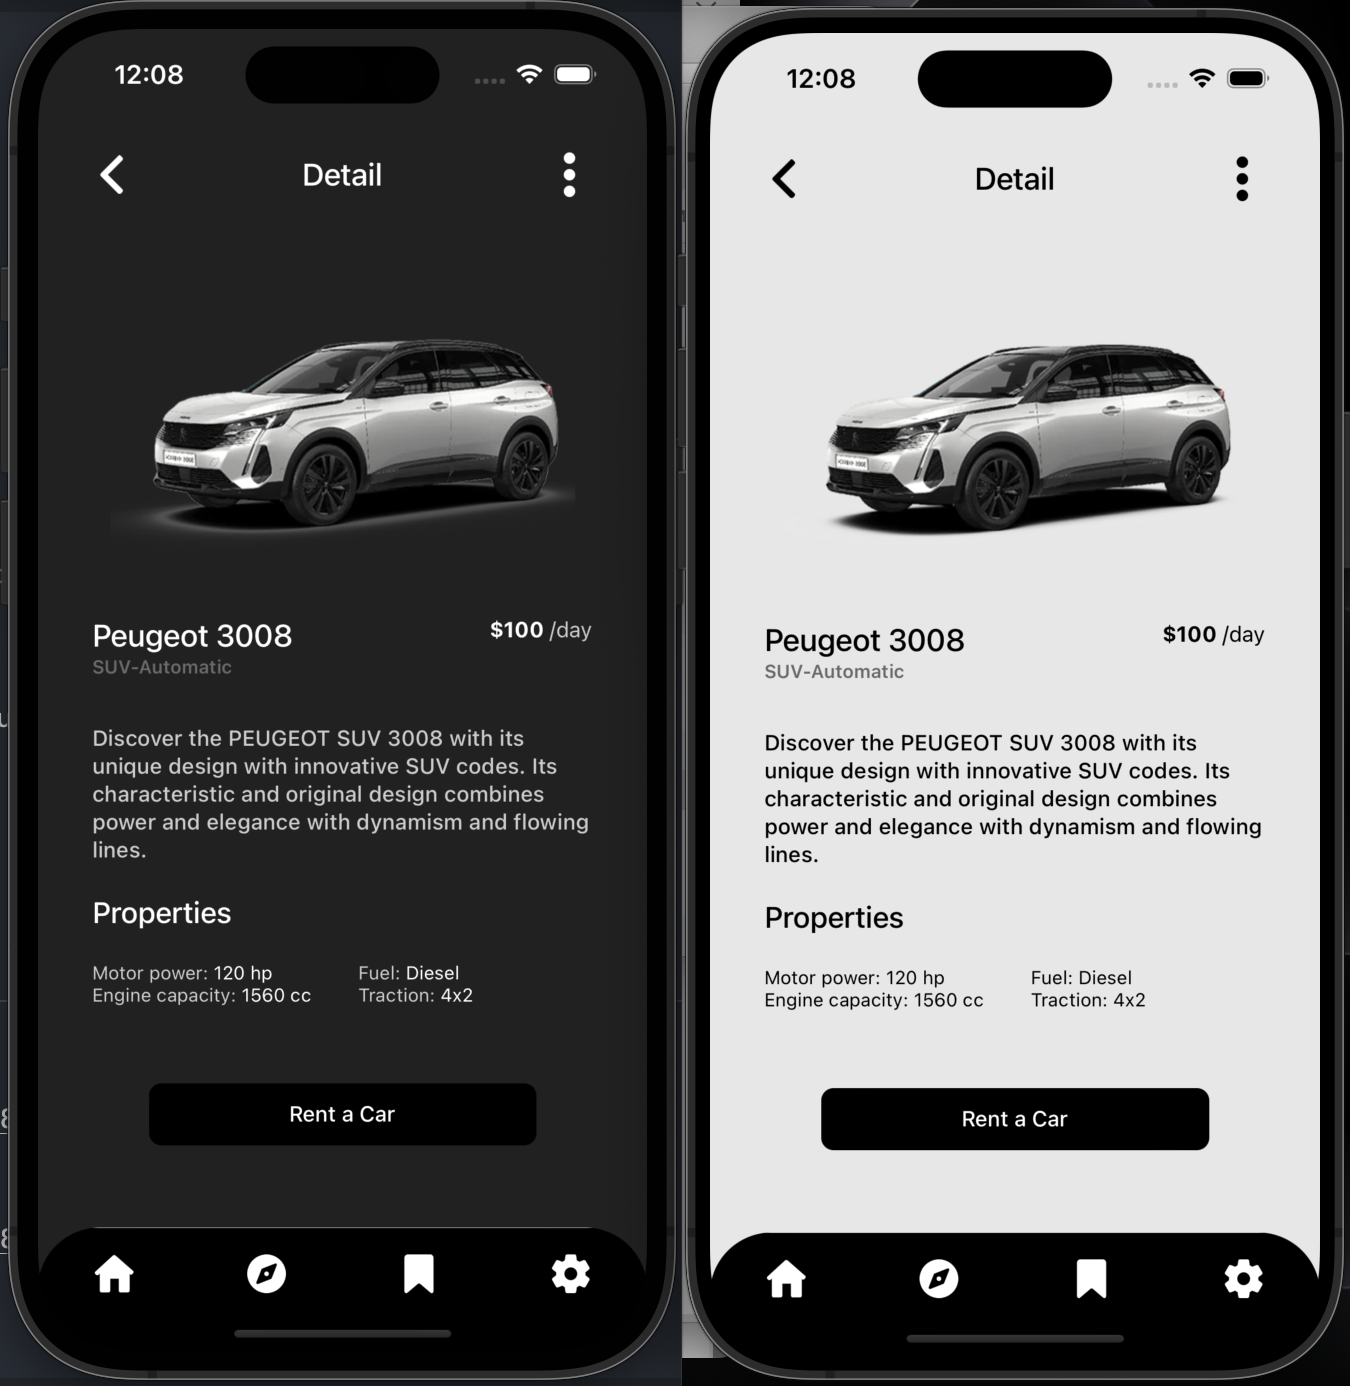 12:08
Detail
Peugeot 3008
$100 /day
SUV-Automatic
Discover the PEUGEOT SUV 3008 with its
unique design with innovative SUV codes. Its
characteristic and original design combines
power and elegance with dynamism and flowing
lines.
Properties
Motor power: 120 hp
Fuel: Diesel
Engine capacity: 1560 cc
Traction: 4x2
Rent a Car
12:08
Detail
Peugeot 3008
$100 /day
SUV-Automatic
Discover the PEUGEOT SUV 3008 with its
unique design with innovative SUV codes. Its
characteristic and original design combines
power and elegance with dynamism and flowing
lines.
Properties
Motor power: 120 hp
Fuel: Diesel
Engine capacity: 1560 cc
Traction: 4x2
Rent a Car